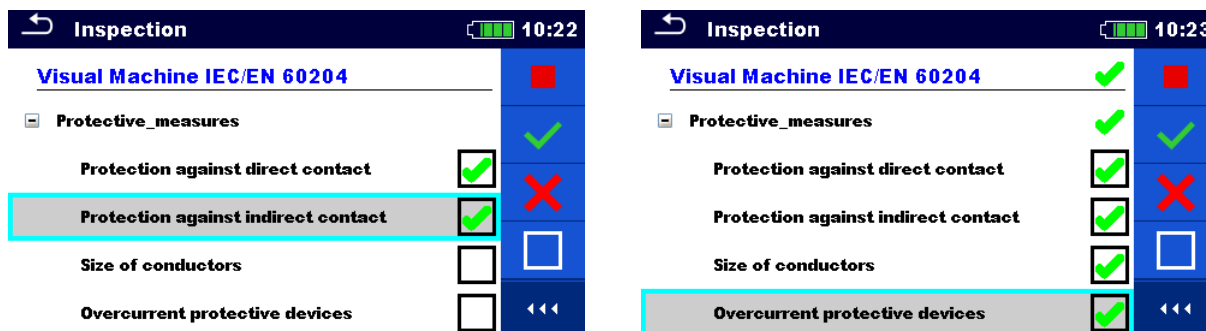 Inspection 10:22
Visual Machine IEC/EN 60204
Protective_measures
Protection against direct contact
Protection against indirect contact
Size of conductors
Overcurrent protective devices
Inspection 10:23
Visual Machine IEC/EN 60204
Protective_measures
Protection against direct contact
Protection against indirect contact
Size of conductors
Overcurrent protective devices